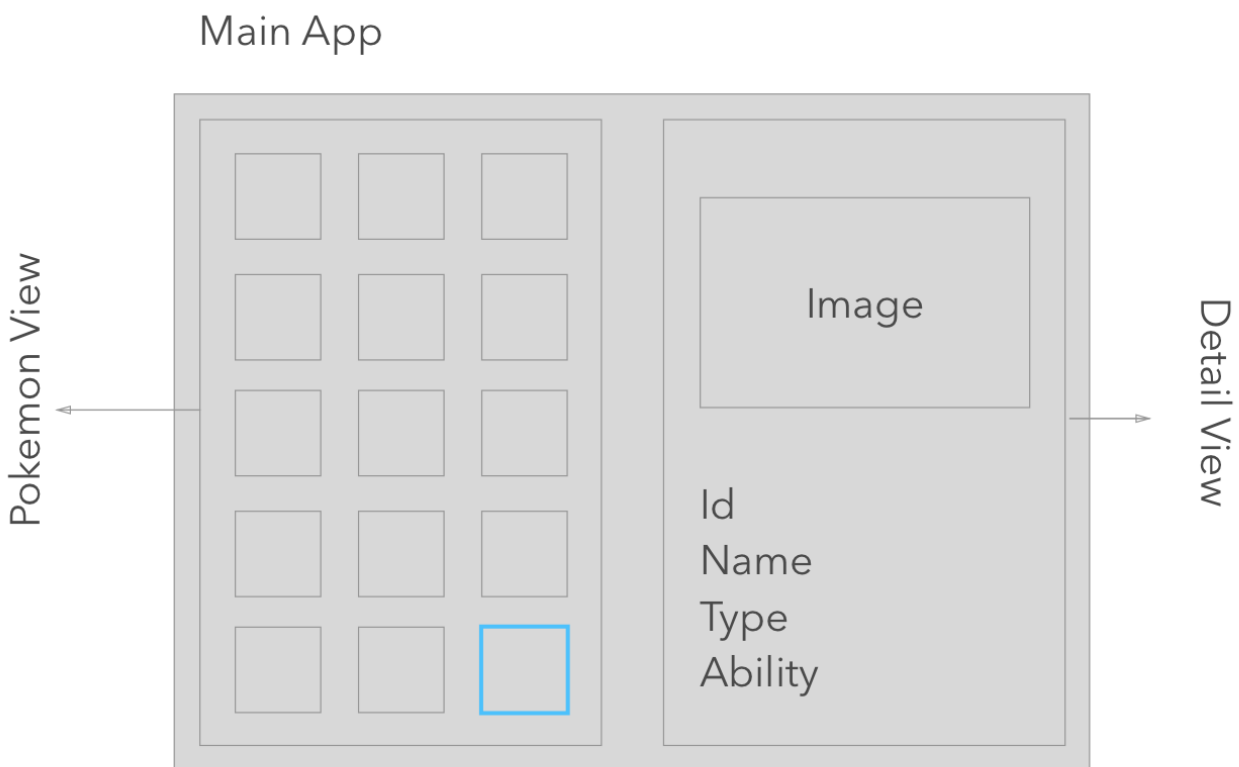 Main App
Pokemon View
Image
Id
Name
Type
Ability
Detail View